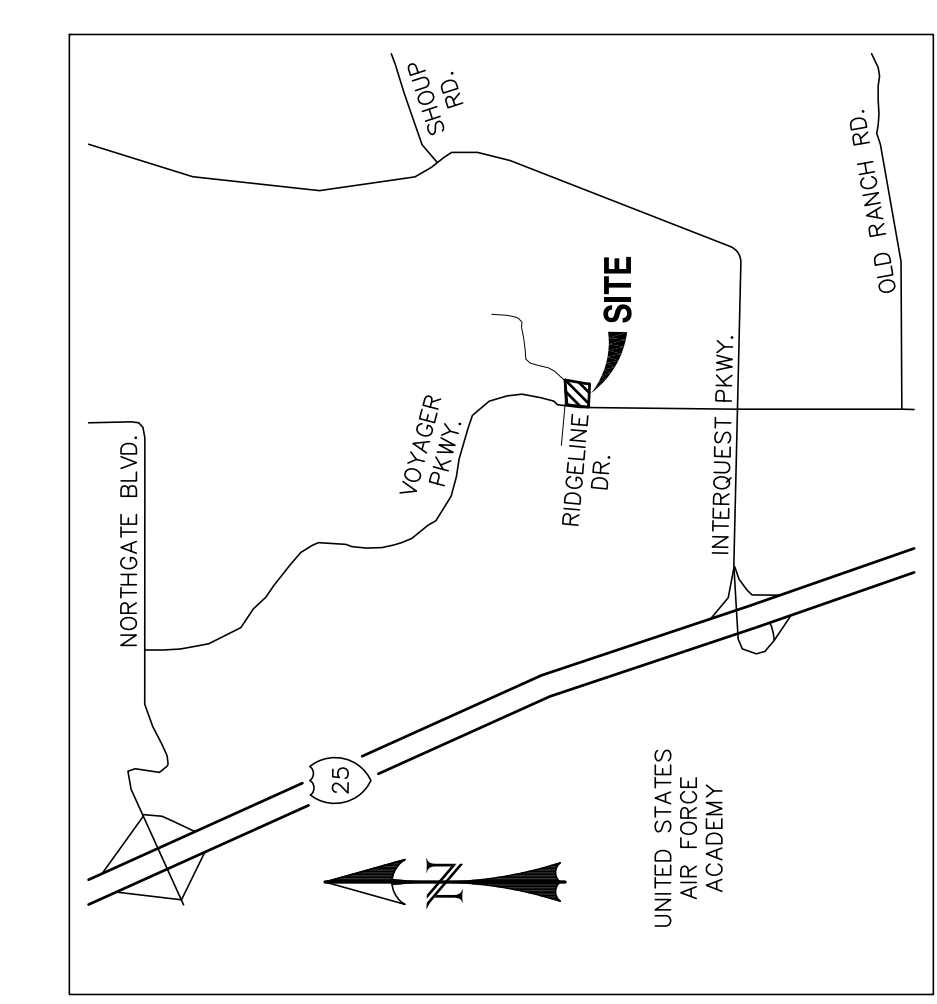 SHOUP
RD.
OLD RANCH RD.
SITE
VOYAGER
PKWY.
RIDGELINE
DR.
INTERQUEST PKWY.
NORTHGATE BLVD.
25
N
UNITED STATES
AIR FORCE
ACADEMY